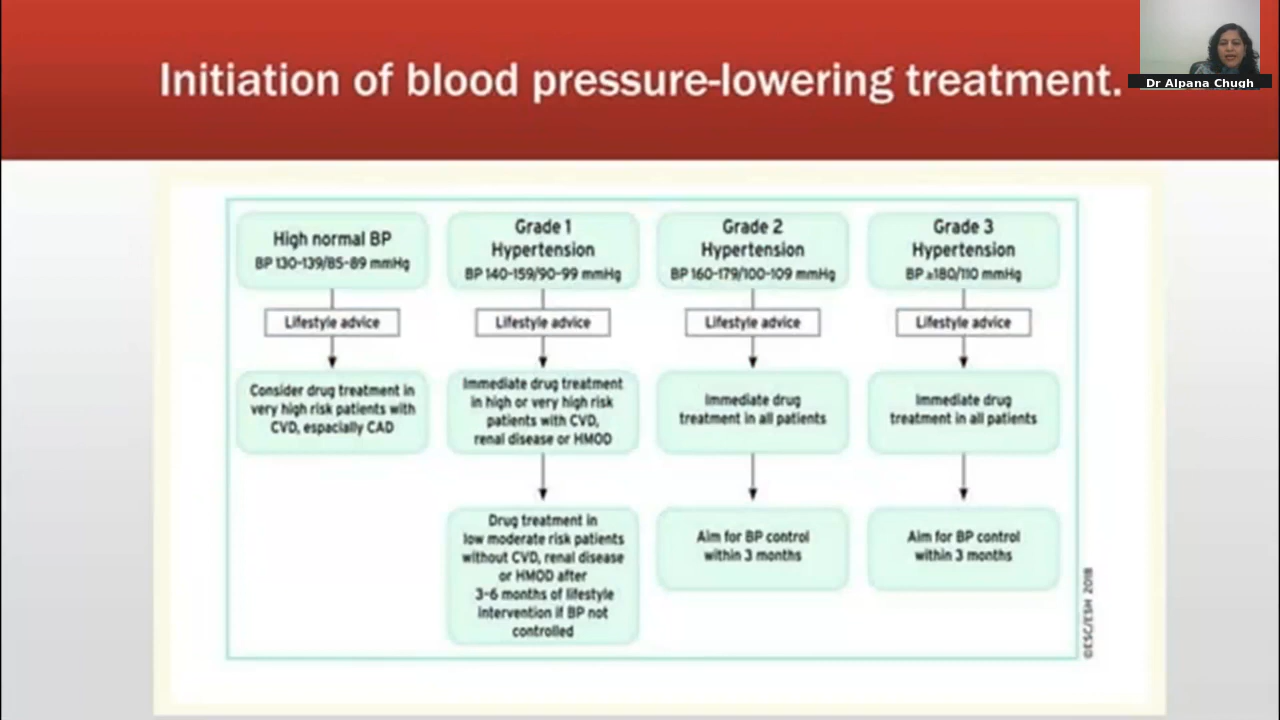 Initiation of blood pressure-lowering treatment.
Dr Alpana Chugh
High normal BP
BP 130-139/85-89 mmHg
Lifestyle advice
Consider drug treatment in
very high risk patients with
CVD, especially CAD
Grade 1
Hypertension
BP 140-159/90-99 mmHg
Lifestyle advice
Immediate drug treatment
in high or very high risk
patients with CVD,
renal disease or HMOD
Drug treatment in
low moderate risk patients
without CVD, renal disease
or HMOD after
3-6 months of lifestyle
intervention if BP not
controlled
Grade 2
Hypertension
BP 160-179/100-109 mmHg
Lifestyle advice
Immediate drug
treatment in all patients
Aim for BP control
within 3 months
Grade 3
Hypertension
BP ≥180/110 mmHg
Lifestyle advice
Immediate drug
treatment in all patients
Aim for BP control
within 3 months
©ESC/ESH 2018